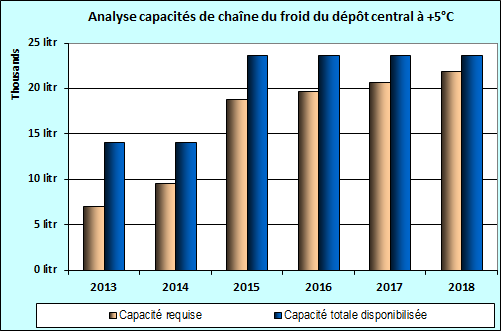 Analyse capacités de chaîne du froid du dépôt central à +5°C
Thousands
25 litr
20 litr
15 litr
10 litr
5 litr
0 litr
2013 2014 2015 2016 2017 2018
Capacité requise Capacité totale disponibilisée